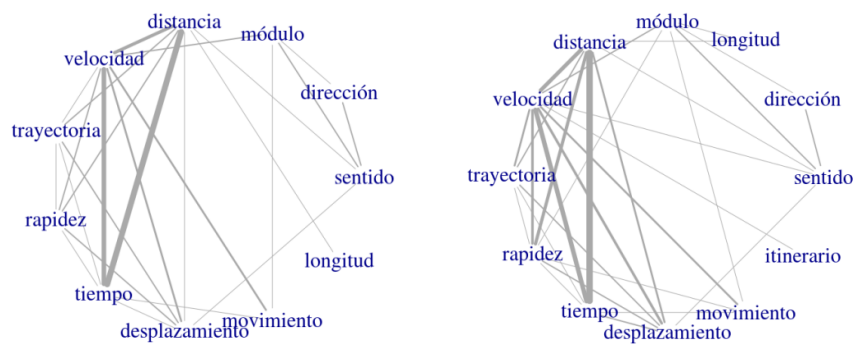 distancia
módulo
velocidad
dirección
trayectoria
sentido
rapidez
longitud
tiempo
desplazamiento
movimiento
módulo
distancia
longitud
velocidad
dirección
trayectoria
sentido
rapidez
itinerario
tiempo
movimiento
desplazamiento